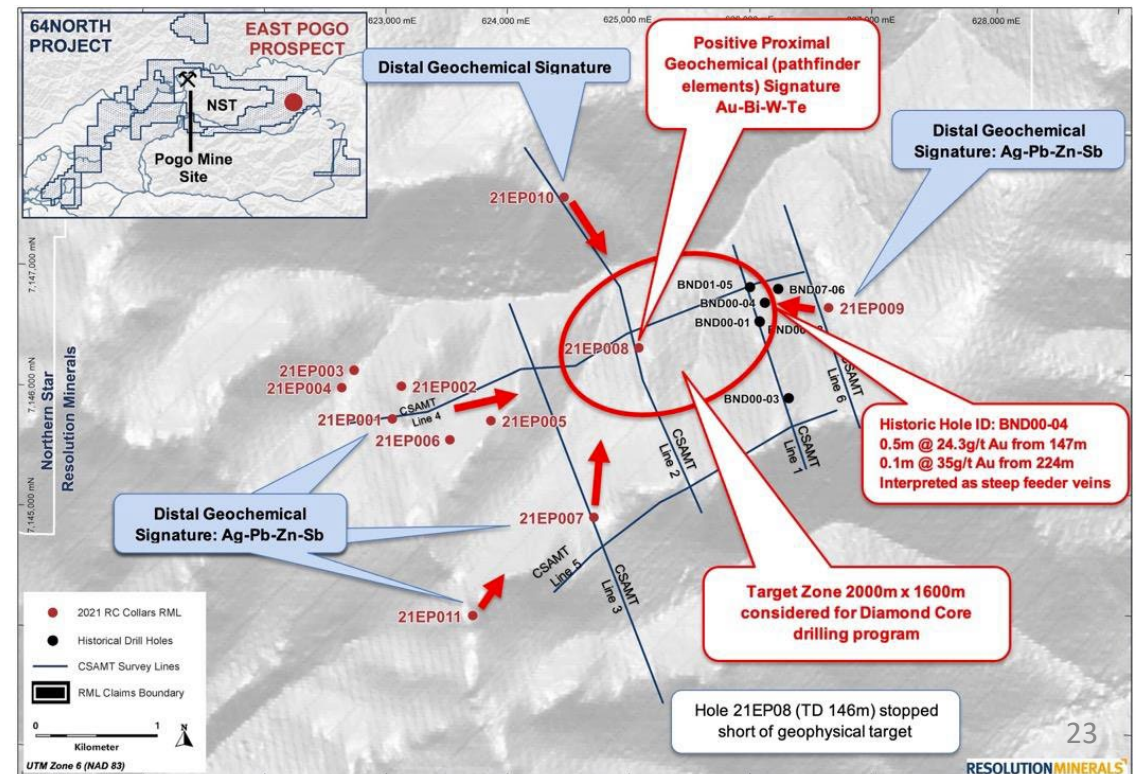 64NORTH
PROJECT
EAST POGO
PROSPECT
NST
Pogo Mine
Site
623,000 mE
624,000 mE
625,000 mE
628,000 mE
Distal Geochemical Signature
Positive Proximal
Geochemical (pathfinder
elements) Signature
Au-Bi-W-Te
Distal Geochemical
Signature: Ag-Pb-Zn-Sb
21EP010
7,147,000 mN
BND01-05
BND07-06
BND00-04
21EP009
BND00-01
21EP008
21EP003
21EP004
21EP002
7,146,000 mN
BND00-03
CSAMT
Line 6
21EP001
CSAMT
Line 4
21EP005
21EP006
Northern Star
Resolution Minerals
Historic Hole ID: BND00-04
0.5m @ 24.3g/t Au from 147m
0.1m @ 35g/t Au from 224m
Interpreted as steep feeder veins
CSAMT
Line 1
CSAMT
Line 2
7,145,000 mN
Distal Geochemical
Signature: Ag-Pb-Zn-Sb
21EP007
CSAMT
Line 5
CSAMT
Line 3
Target Zone 2000m x 1600m
considered for Diamond Core
drilling program
21EP011
2021 RC Collars RML
Historical Drill Holes
CSAMT Survey Lines
RML Claims Boundary
0 1
Kilometer
N
UTM Zone 6 (NAD 83)
Hole 21EP08 (TD 146m) stopped
short of geophysical target
23
RESOLUTIONMINERALS